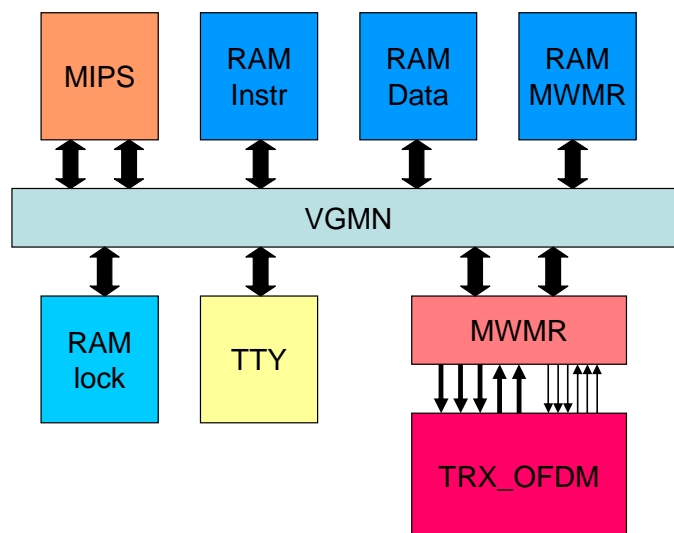 MIPS
RAM
Instr
RAM
Data
RAM
MWMR
VGMN
RAM
lock
TTY
MWMR
TRX_OFDM